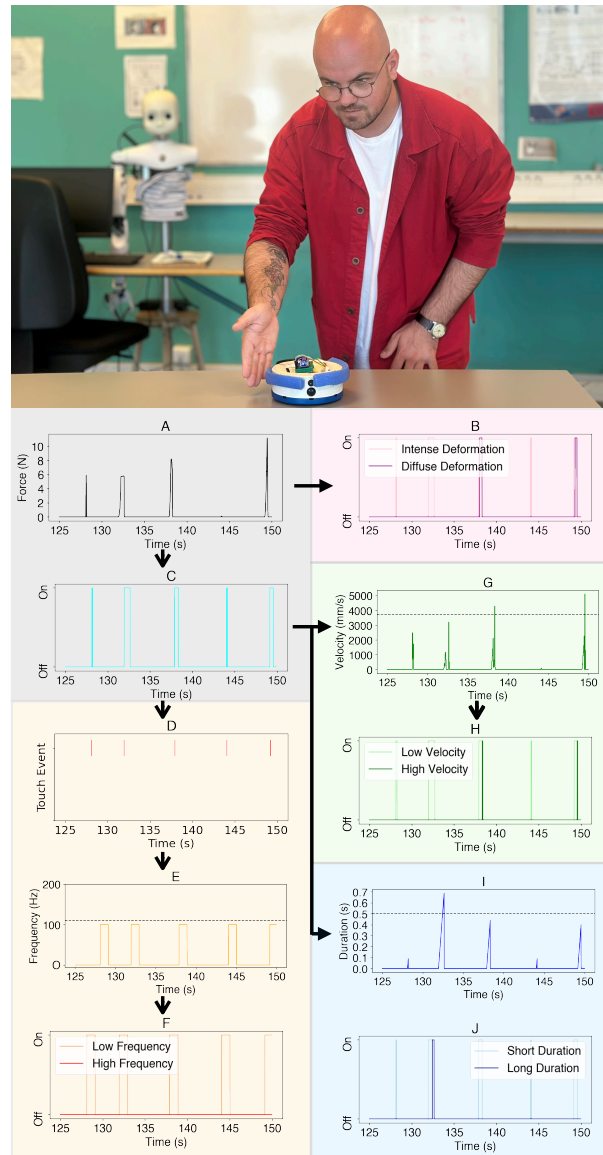 A
Force (N)
10
8
6
4
2
0
125 130 135 140 145 150
Time (s)
B
On
Off
Intense Deformation
Diffuse Deformation
125 130 135 140 145 150
Time (s)
C
On
Off
125 130 135 140 145 150
Time (s)
D
Touch Event
125 130 135 140 145 150
Time (s)
E
Frequency (Hz)
200
100
0
125 130 135 140 145 150
Time (s)
F
On
Off
Low Frequency
High Frequency
125 130 135 140 145 150
Time (s)
G
Velocity (mm/s)
5000
4000
3000
2000
1000
0
125 130 135 140 145 150
Time (s)
H
On
Off
Low Velocity
High Velocity
125 130 135 140 145 150
Time (s)
I
Duration (s)
0.7
0.6
0.5
0.4
0.3
0.2
0.1
0.0
125 130 135 140 145 150
Time (s)
J
On
Off
Short Duration
Long Duration
125 130 135 140 145 150
Time (s)